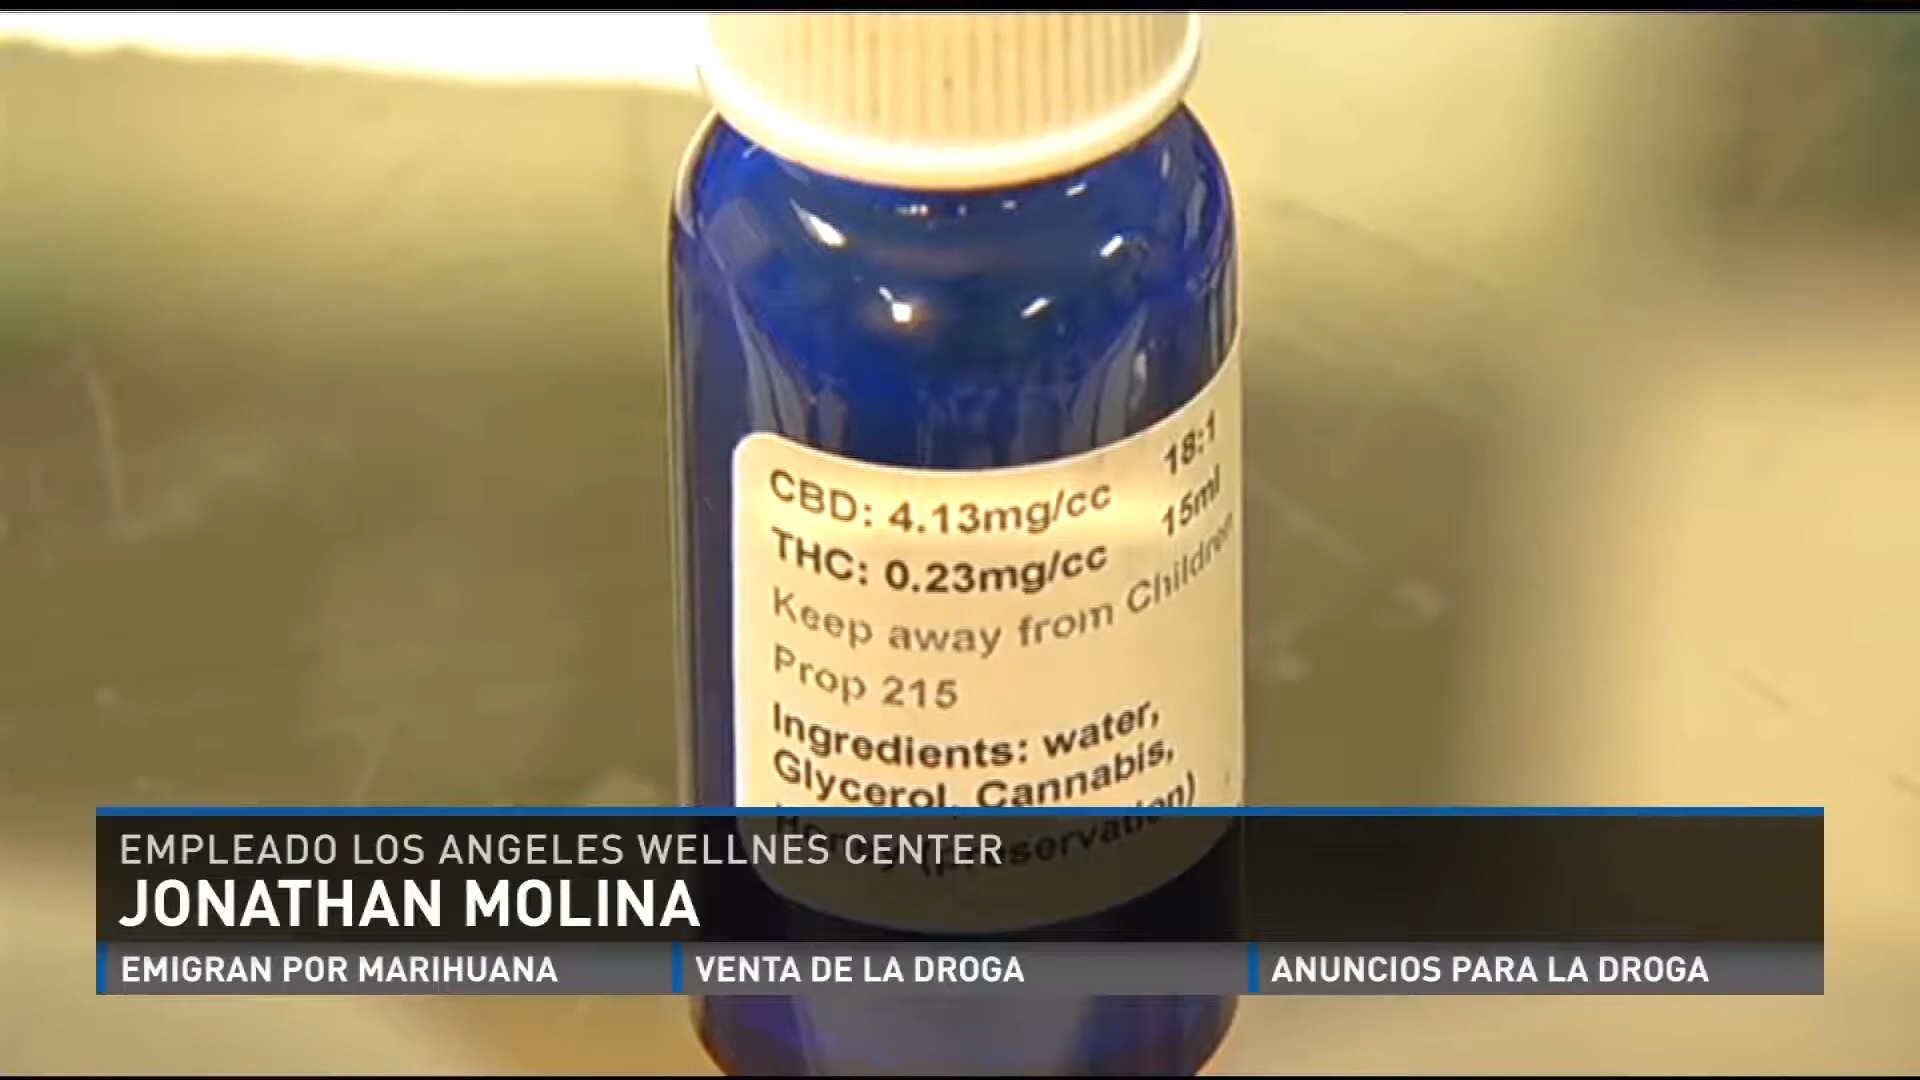 CBD: 4.13mg/cc 18:1
THC: 0.23mg/cc 15ml
Keep away from Children
Prop 215
Ingredients: water,
Glycerol, Cannabis,
(preservation)
EMPLEADO LOS ANGELES WELLNES CENTER
JONATHAN MOLINA
EMIGRAN POR MARIHUANA
VENTA DE LA DROGA
ANUNCIOS PARA LA DROGA